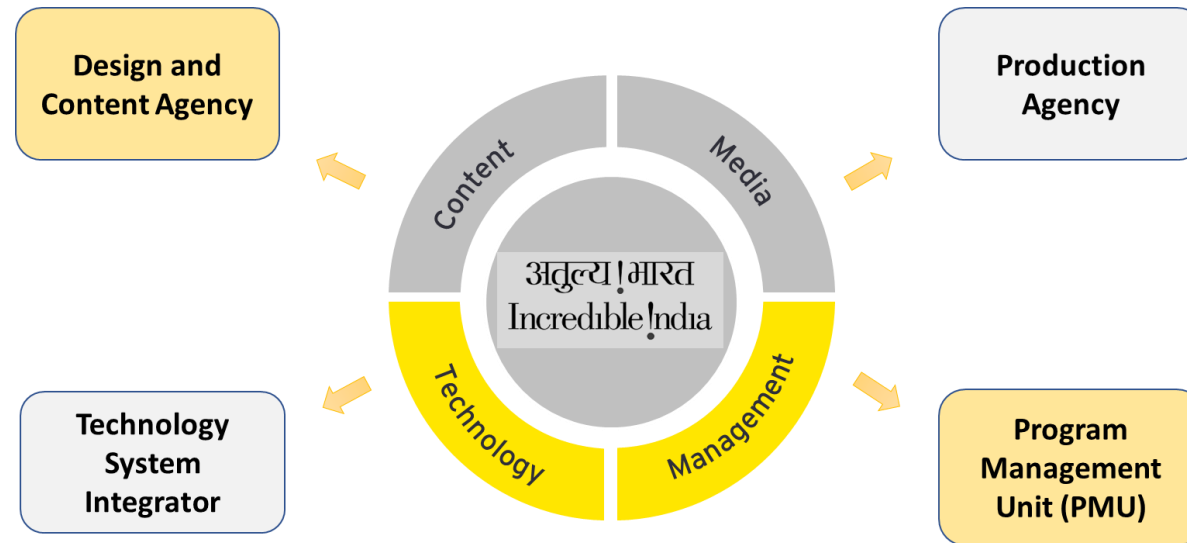 Design and
Content Agency
Production
Agency
Content
Media
अतुल्य!भारत
Incredible!ndia
Technology
Management
Technology
System
Integrator
Program
Management
Unit (PMU)